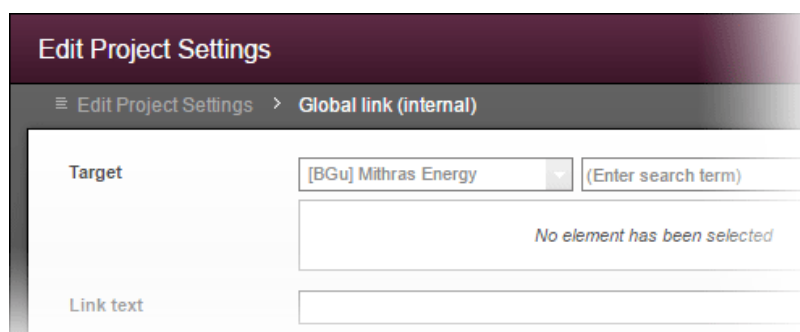 Edit Project Settings
Edit Project Settings > Global link (internal)
Target [BGu] Mithras Energy (Enter search term)
No element has been selected
Link text